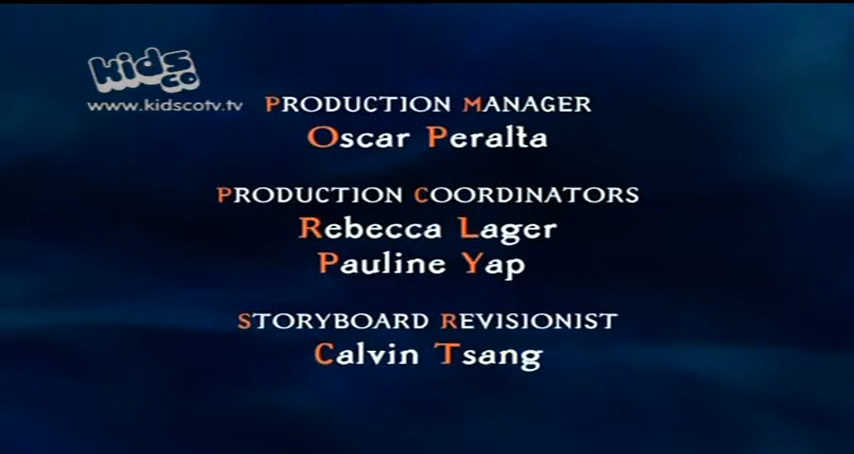 kids co
www.kidscotv.tv
PRODUCTION MANAGER
Oscar Peralta
PRODUCTION COORDINATORS
Rebecca Lager
Pauline Yap
STORYBOARD REVISIONIST
Calvin Tsang